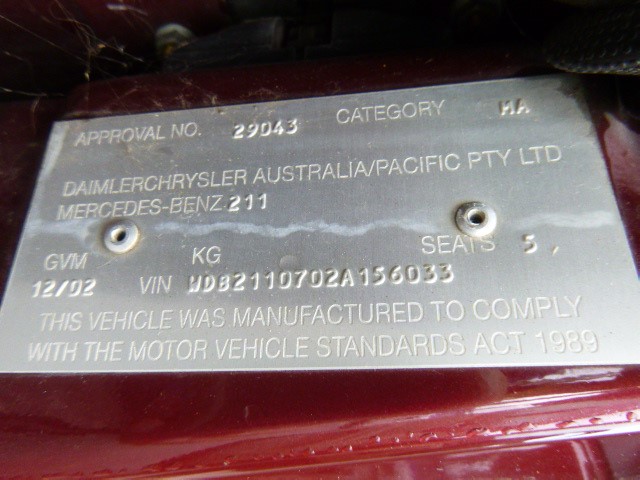 APPROVAL NO. 29043 CATEGORY MA
DAIMLERCHRYSLER AUSTRALIA/PACIFIC PTY LTD
MERCEDES-BENZ 211
GVM KG SEATS 5,
12/02 VIN WDB2110702A156033
THIS VEHICLE WAS MANUFACTURED TO COMPLY
WITH THE MOTOR VEHICLE STANDARDS ACT 1989